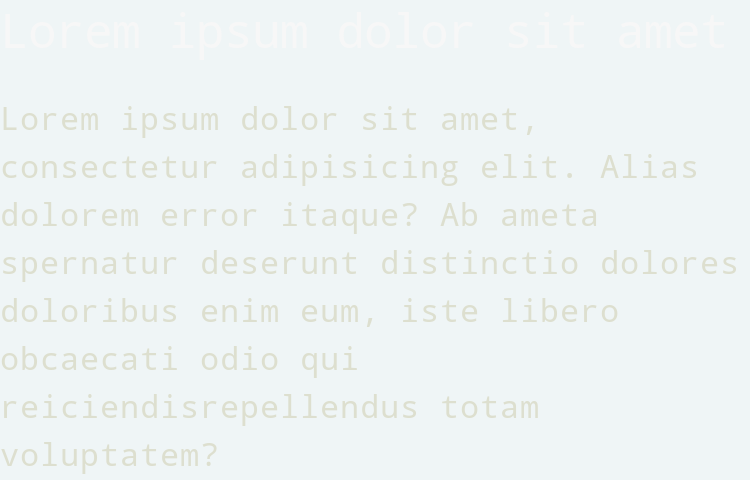 Lorem ipsum dolor sit amet
Lorem ipsum dolor sit amet,
consectetur adipisicing elit. Alias
dolorem error itaque? Ab ameta
spernatur deserunt distinctio dolores
doloribus enim eum, iste libero
obcaecati odio qui
reiciendisrepellendus totam
voluptatem?